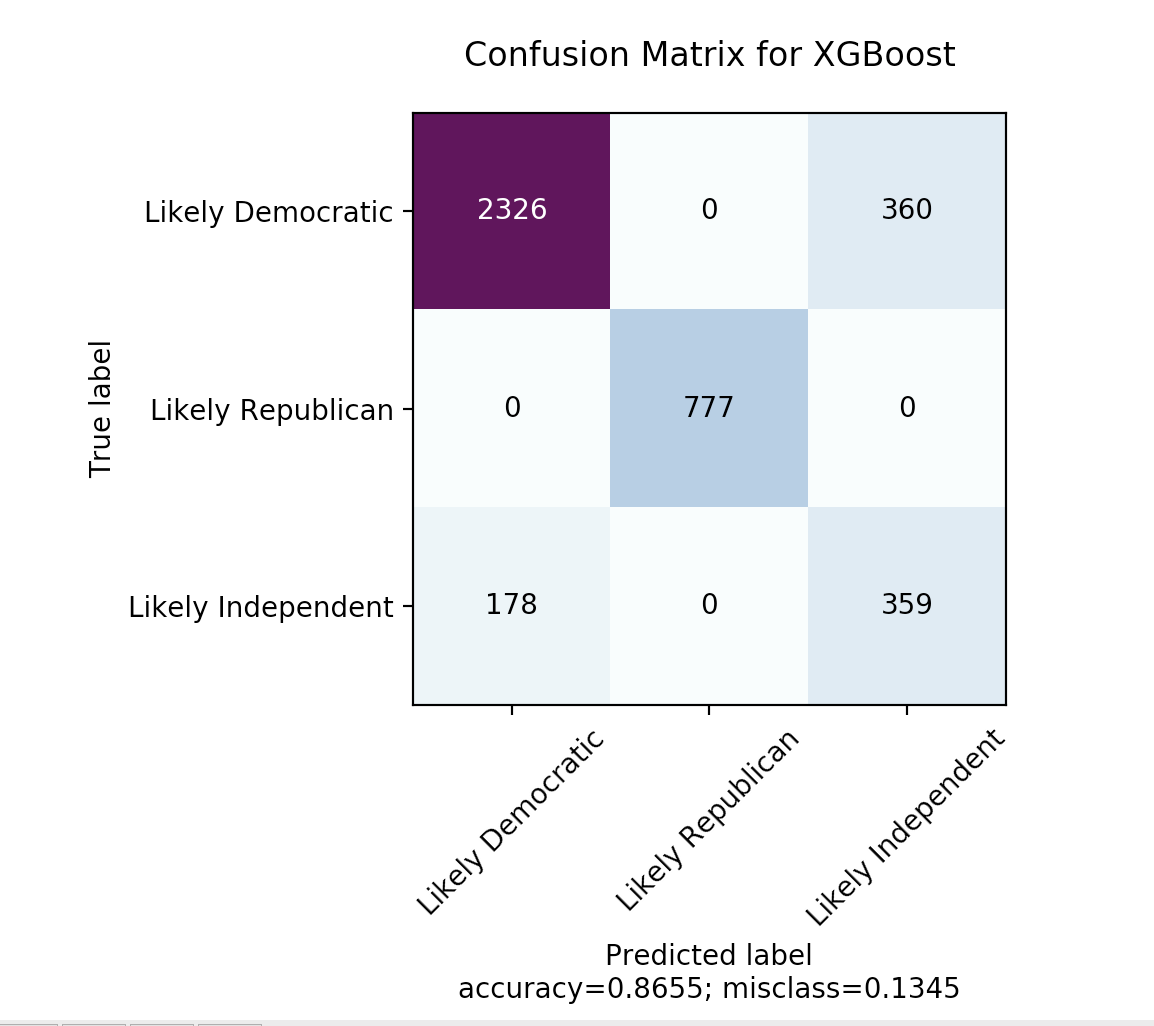 Confusion Matrix for XGBoost
Likely Democratic 2326 0 360
Likely Republican 0 777 0
Likely Independent 178 0 359
True label
Likely Democratic Likely Republican Likely Independent
Predicted label
accuracy=0.8655; misclass=0.1345